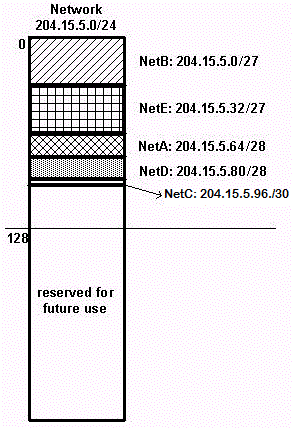 Network
204.15.5.0/24
0
NetB: 204.15.5.0/27
NetE: 204.15.5.32/27
NetA: 204.15.5.64/28
NetD: 204.15.5.80/28
NetC: 204.15.5.96./30
128
reserved for
future use